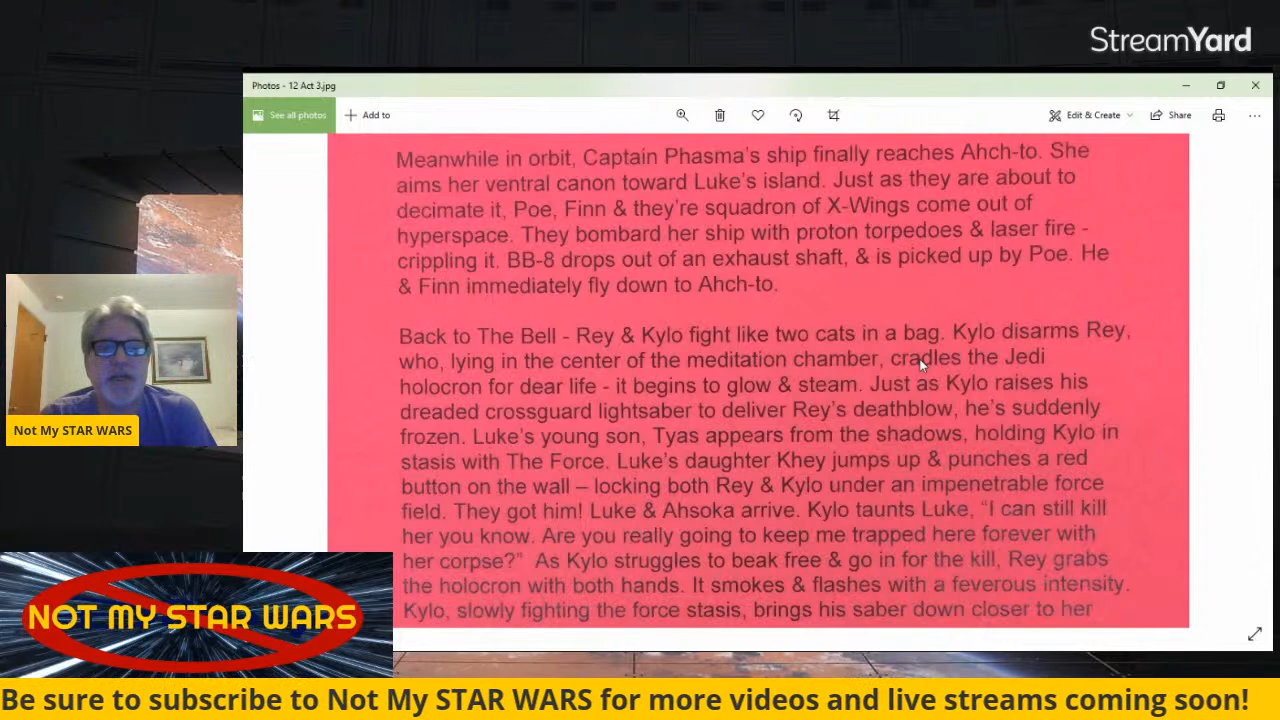 StreamYard
Photos - 12 Act 3.jpg
See all photos
Add to
Edit & Create
Share
Meanwhile in orbit, Captain Phasma's ship finally reaches Ahch-to. She
aims her ventral canon toward Luke's island. Just as they are about to
decimate it, Poe, Finn & they're squadron of X-Wings come out of
hyperspace. They bombard her ship with proton torpedoes & laser fire -
crippling it. BB-8 drops out of an exhaust shaft, & is picked up by Poe. He
& Finn immediately fly down to Ahch-to.
Back to The Bell - Rey & Kylo fight like two cats in a bag. Kylo disarms Rey,
who, lying in the center of the meditation chamber, cradles the Jedi
holocron for dear life - it begins to glow & steam. Just as Kylo raises his
dreaded crossguard lightsaber to deliver Rey's deathblow, he's suddenly
frozen. Luke's young son, Tyas appears from the shadows, holding Kylo in
stasis with The Force. Luke's daughter Khey jumps up & punches a red
button on the wall – locking both Rey & Kylo under an impenetrable force
field. They got him! Luke & Ahsoka arrive. Kylo taunts Luke, "I can still kill
her you know. Are you really going to keep me trapped here forever with
her corpse?" As Kylo struggles to beak free & go in for the kill, Rey grabs
the holocron with both hands. It smokes & flashes with a feverous intensity.
Kylo, slowly fighting the force stasis, brings his saber down closer to her
Not My STAR WARS
NOT MY STAR WARS
Be sure to subscribe to Not My STAR WARS for more videos and live streams coming soon!